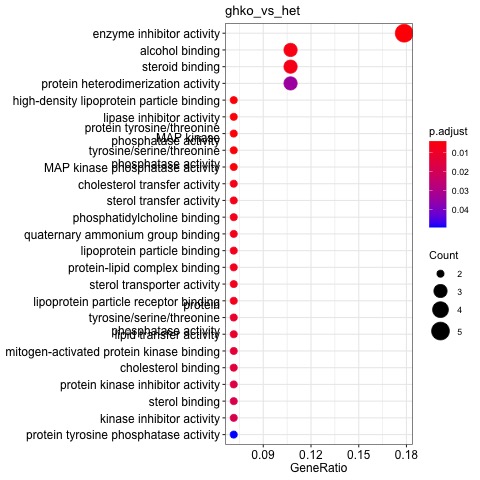 ghko_vs_het
enzyme inhibitor activity
alcohol binding
steroid binding
protein heterodimerization activity
high-density lipoprotein particle binding
lipase inhibitor activity
protein tyrosine/threonine
MAP kinase
phosphatase activity
tyrosine/serine/threonine
phosphatase activity
MAP kinase phosphatase activity
cholesterol transfer activity
sterol transfer activity
phosphatidylcholine binding
quaternary ammonium group binding
lipoprotein particle binding
protein-lipid complex binding
sterol transporter activity
lipoprotein particle receptor binding
protein
tyrosine/serine/threonine
phosphatase activity
lipid transfer activity
mitogen-activated protein kinase binding
cholesterol binding
protein kinase inhibitor activity
sterol binding
kinase inhibitor activity
protein tyrosine phosphatase activity
0.09 0.12 0.15 0.18
GeneRatio
p.adjust
0.01
0.02
0.03
0.04
Count
2
3
4
5